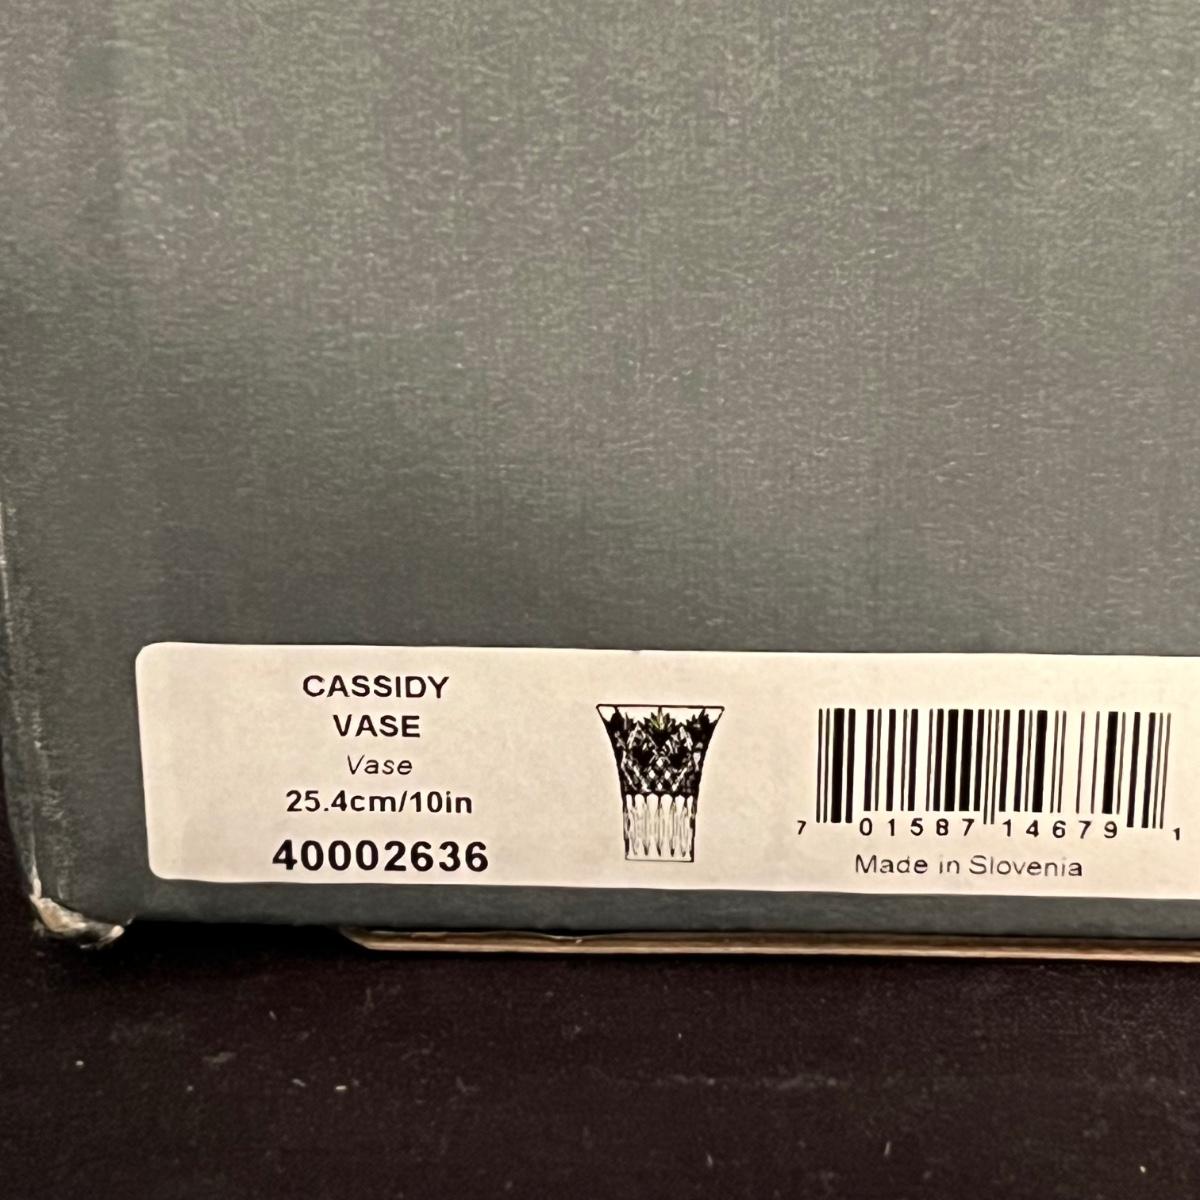 CASSIDY
VASE
Vase
25.4cm/10in
40002636
7 01587 14679 1
Made in Slovenia